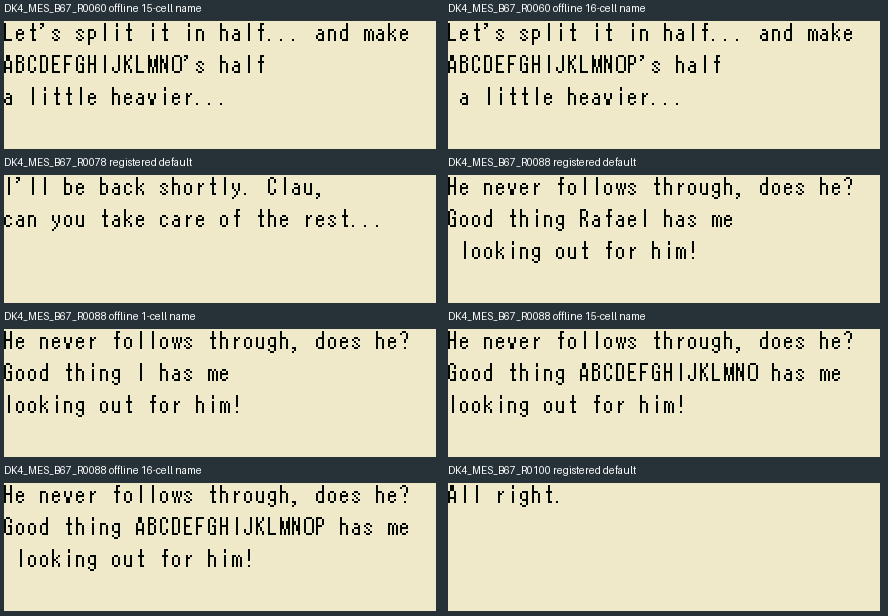 DK4_MES_B67_R0060 offline 15-cell name
Let's split it in half... and make
ABCDEFGHIJKLMNO's half
a little heavier...
DK4_MES_B67_R0060 offline 16-cell name
Let's split it in half... and make
ABCDEFGHIJKLMNOP's half
a little heavier...
DK4_MES_B67_R0078 registered default
I'll be back shortly. Clau,
can you take care of the rest...
DK4_MES_B67_R0088 registered default
He never follows through, does he?
Good thing Rafael has me
looking out for him!
DK4_MES_B67_R0088 offline 1-cell name
He never follows through, does he?
Good thing I has me
looking out for him!
DK4_MES_B67_R0088 offline 15-cell name
He never follows through, does he?
Good thing ABCDEFGHIJKLMNO has me
looking out for him!
DK4_MES_B67_R0088 offline 16-cell name
He never follows through, does he?
Good thing ABCDEFGHIJKLMNOP has me
looking out for him!
DK4_MES_B67_R0100 registered default
All right.